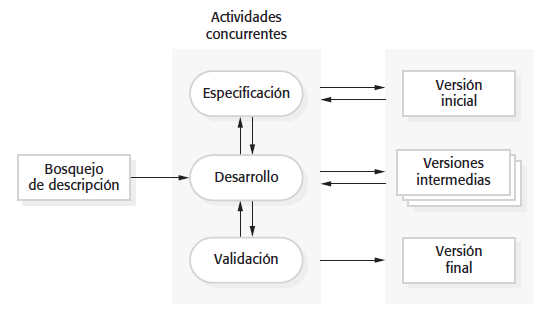 Actividades
concurrentes
Especificación
Versión
inicial
Bosquejo
de descripción
Desarrollo
Versiones
intermedias
Validación
Versión
final